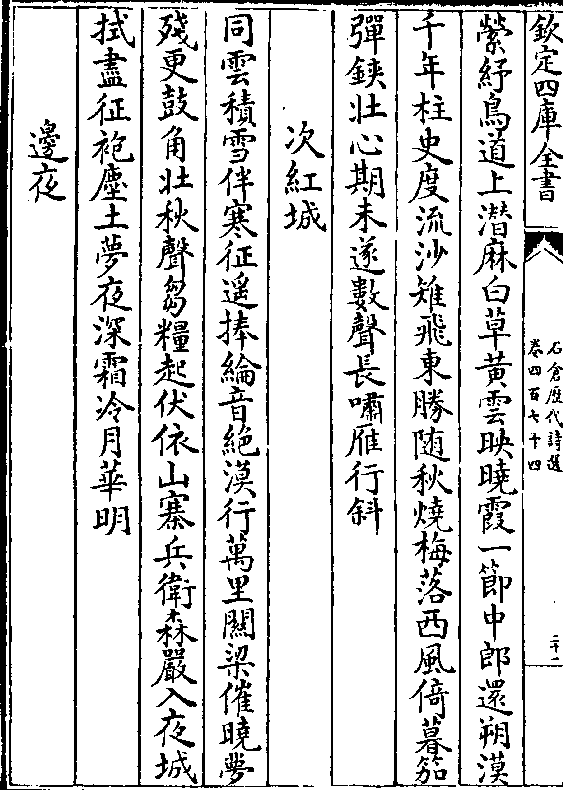 欽定四庫全書
石倉歷代詩選
卷四百七十四
二十一
縈紆鳥道上潛麻白草黃雲映曉霞一節中郎還朔漠
千年柱史度流沙雉飛東勝随秋燒梅落西風倚暮笳
彈鋏壯心期未遂數聲長嘯雁行斜
次紅城
同雲積雪伴寒征遥捧綸音絶漠行萬里關梁催曉夢
殘更鼓角壯秋聲芻糧起伏依山寨兵衛森嚴入夜城
拭盡征袍塵土夢夜深霜冷月華明
邊夜